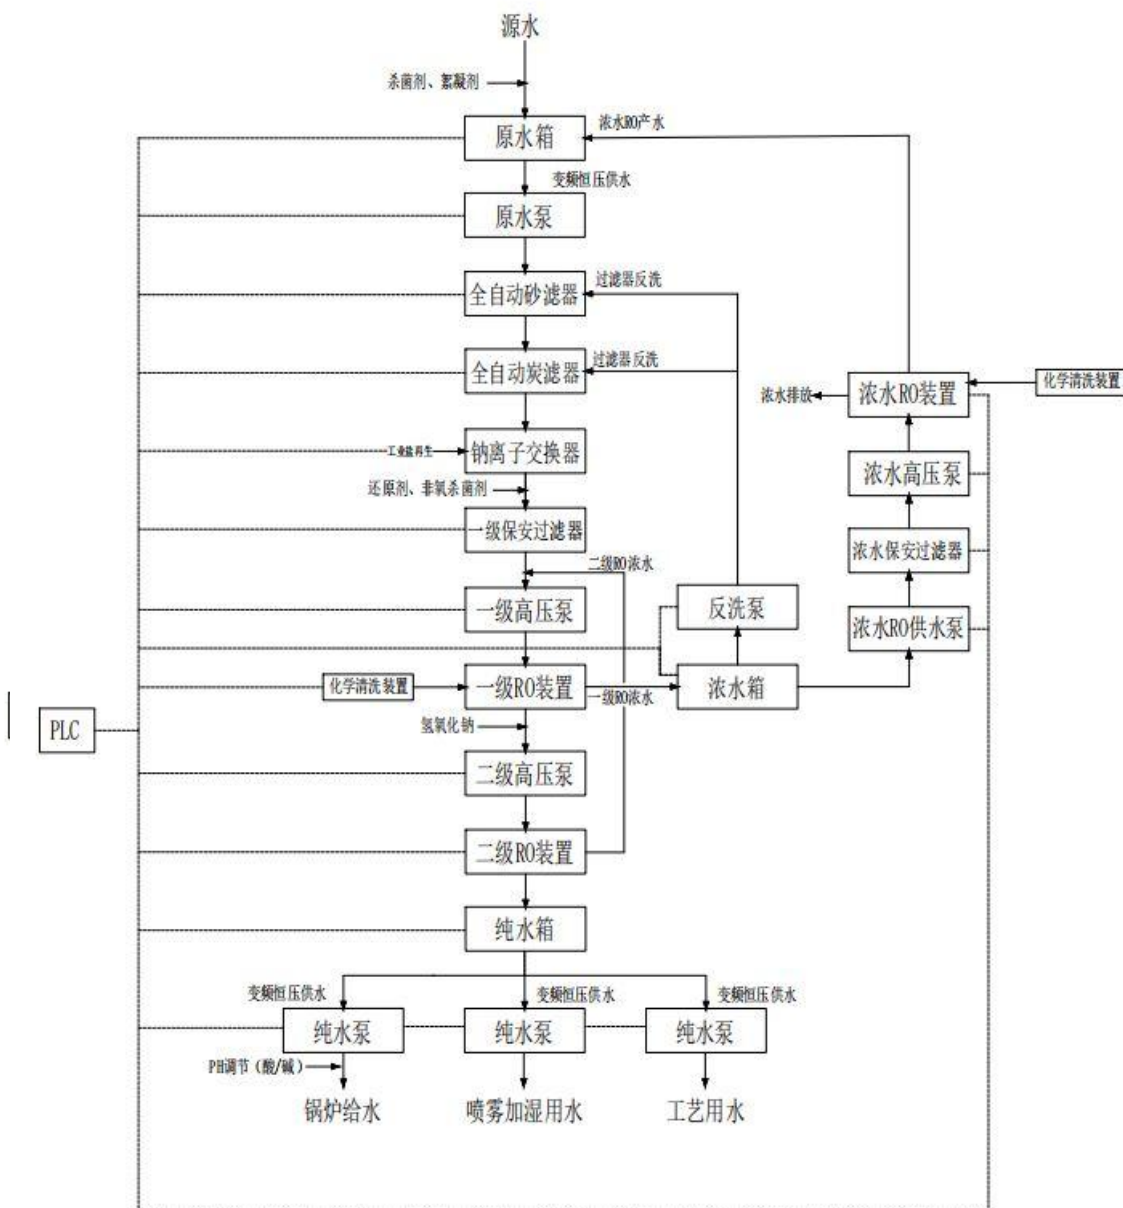 源水
杀菌剂、絮凝剂
原水箱
浓水RO产水
变频恒压供水
原水泵
全自动砂滤器
过滤器反洗
全自动炭滤器
过滤器反洗
浓水RO装置
化学清洗装置
浓水排放
工业盐再生
钠离子交换器
浓水高压泵
还原剂、非氧杀菌剂
一级保安过滤器
浓水保安过滤器
二级RO浓水
一级高压泵
反洗泵
浓水RO供水泵
化学清洗装置
一级RO装置
一级RO浓水
浓水箱
氢氧化钠
PLC
二级高压泵
二级RO装置
纯水箱
变频恒压供水
变频恒压供水
变频恒压供水
纯水泵
纯水泵
纯水泵
PH调节（酸/碱）
锅炉给水
喷雾加湿用水
工艺用水